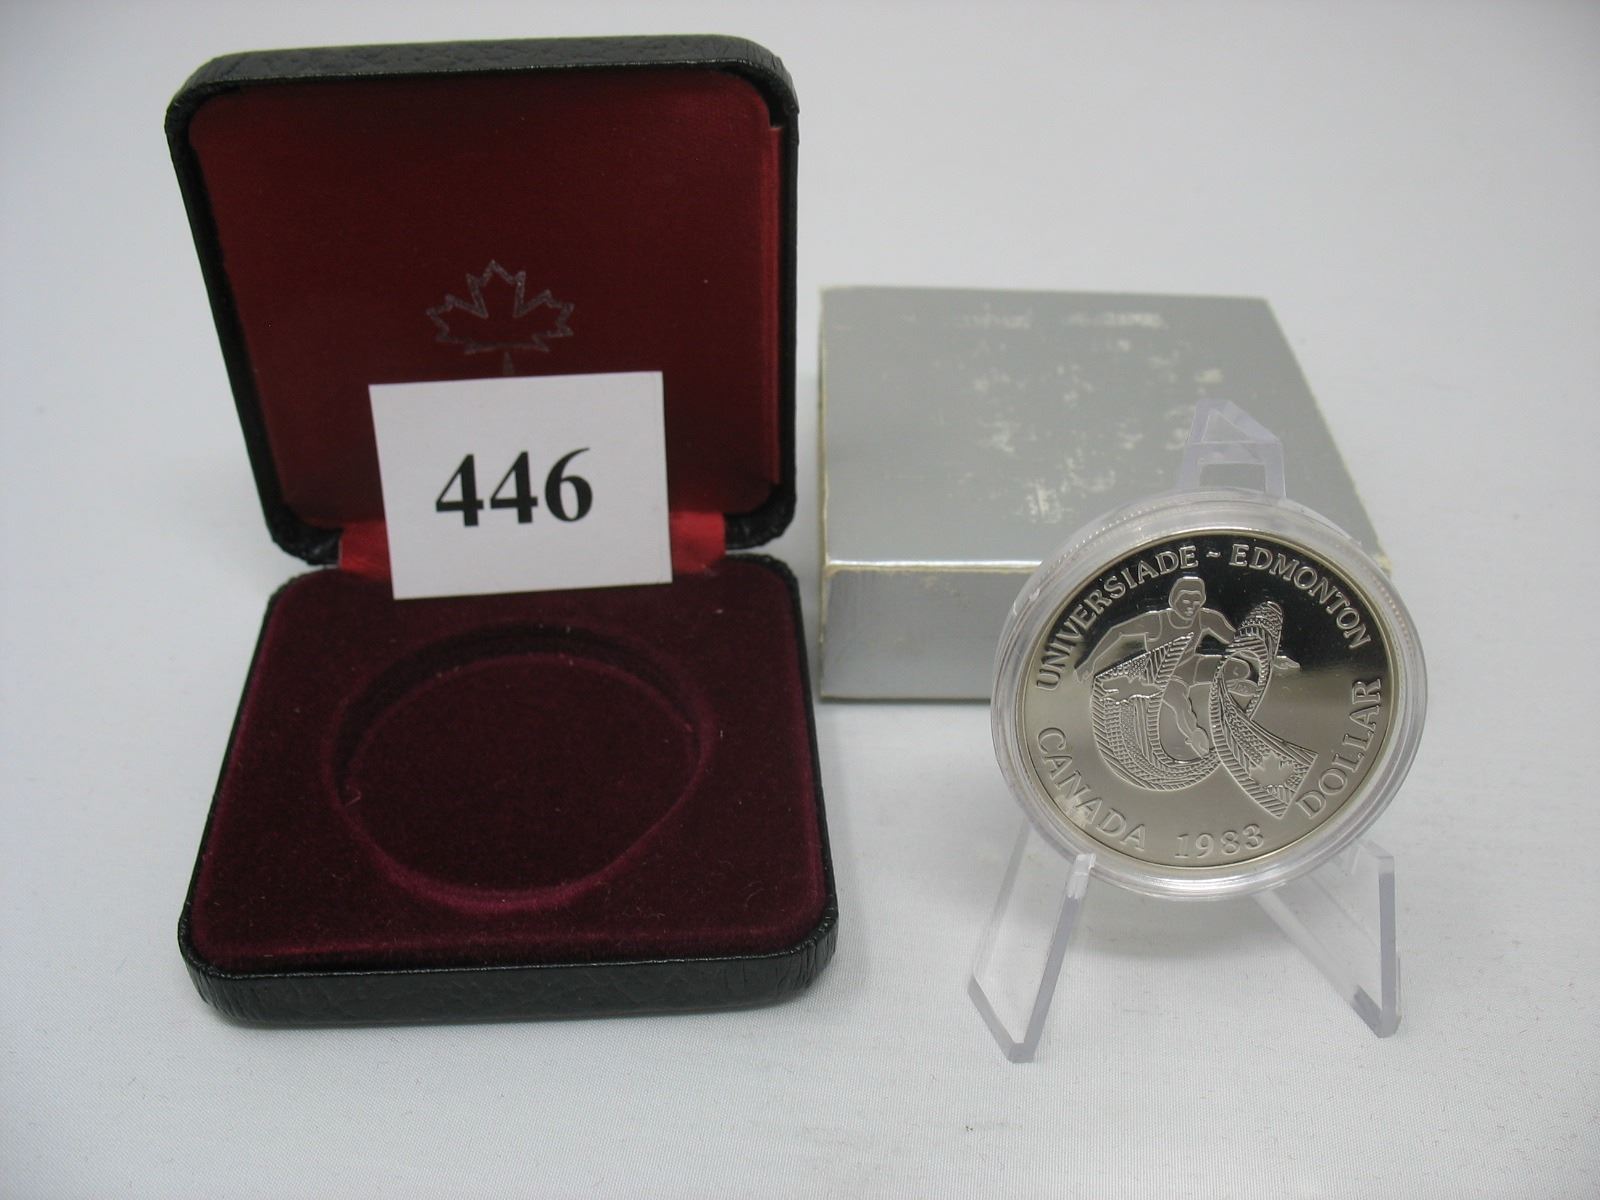 446
UNIVERSIADE - EDMONTON
CANADA 1983 DOLLAR